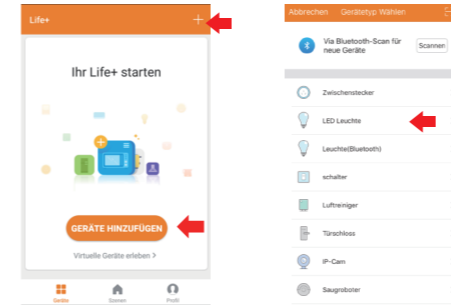 Life+
Ihr Life+ starten
GERÄTE HINZUFÜGEN
Virtuelle Geräte erleben >
Geräte
Szenen
Profil
Abbrechen
Gerätetyp Wählen
Via Bluetooth-Scan für
neue Geräte
Scannen
Zwischenstecker
LED Leuchte
Leuchte(Bluetooth)
schalter
Luftreiniger
Türschloss
IP-Cam
Saugroboter